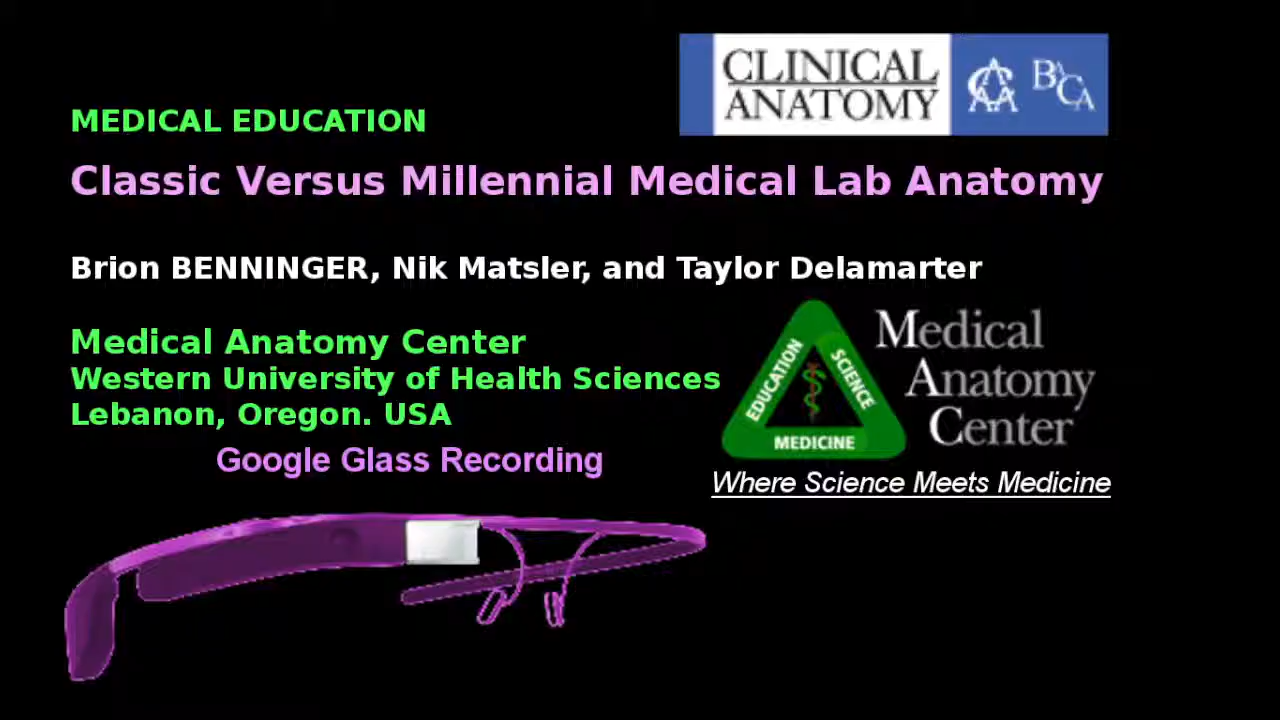 CLINICAL
ANATOMY
BACA
MEDICAL EDUCATION
Classic Versus Millennial Medical Lab Anatomy
Brion BENNINGER, Nik Matsler, and Taylor Delamarter
Medical Anatomy Center
Western University of Health Sciences
Lebanon, Oregon. USA
Google Glass Recording
EDUCATION
SCIENCE
MEDICINE
Medical
Anatomy
Center
Where Science Meets Medicine